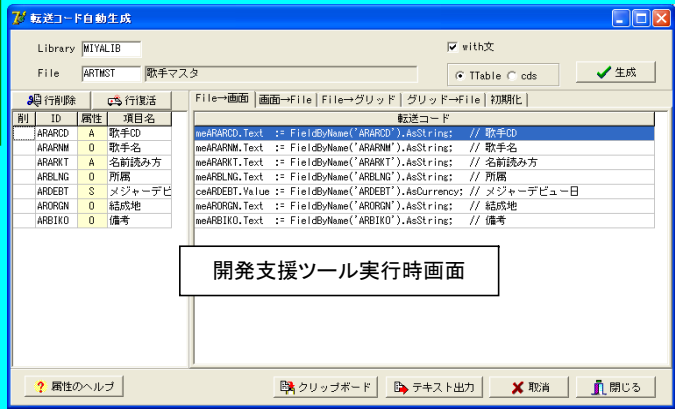 転送コード自動生成
Library MIYALIB
with文
File ARTMST 歌手マスタ
TTable cds
生成
行削除 行復活
File→画面 画面→File File→グリッド グリッド→File 初期化
削 ID 属性 項目名
転送コード
ARARCD A 歌手CD
meARARCD.Text := FieldByName('ARARCD').AsString; // 歌手CD
ARARNM O 歌手名
meARARNM.Text := FieldByName('ARARNM').AsString; // 歌手名
ARARKT A 名前読み方
meARARKT.Text := FieldByName('ARARKT').AsString; // 名前読み方
ARBLNG O 所属
meARBLNG.Text := FieldByName('ARBLNG').AsString; // 所属
ARDEBT S メジャーデビ
ceARDEBT.Value := FieldByName('ARDEBT').AsCurrency; // メジャーデビュー日
ARORGN O 結成地
meARORGN.Text := FieldByName('ARORGN').AsString; // 結成地
ARBIKO O 備考
meARBIKO.Text := FieldByName('ARBIKO').AsString; // 備考
開発支援ツール実行時画面
? 属性のヘルプ
クリップボード
テキスト出力
取消
閉じる